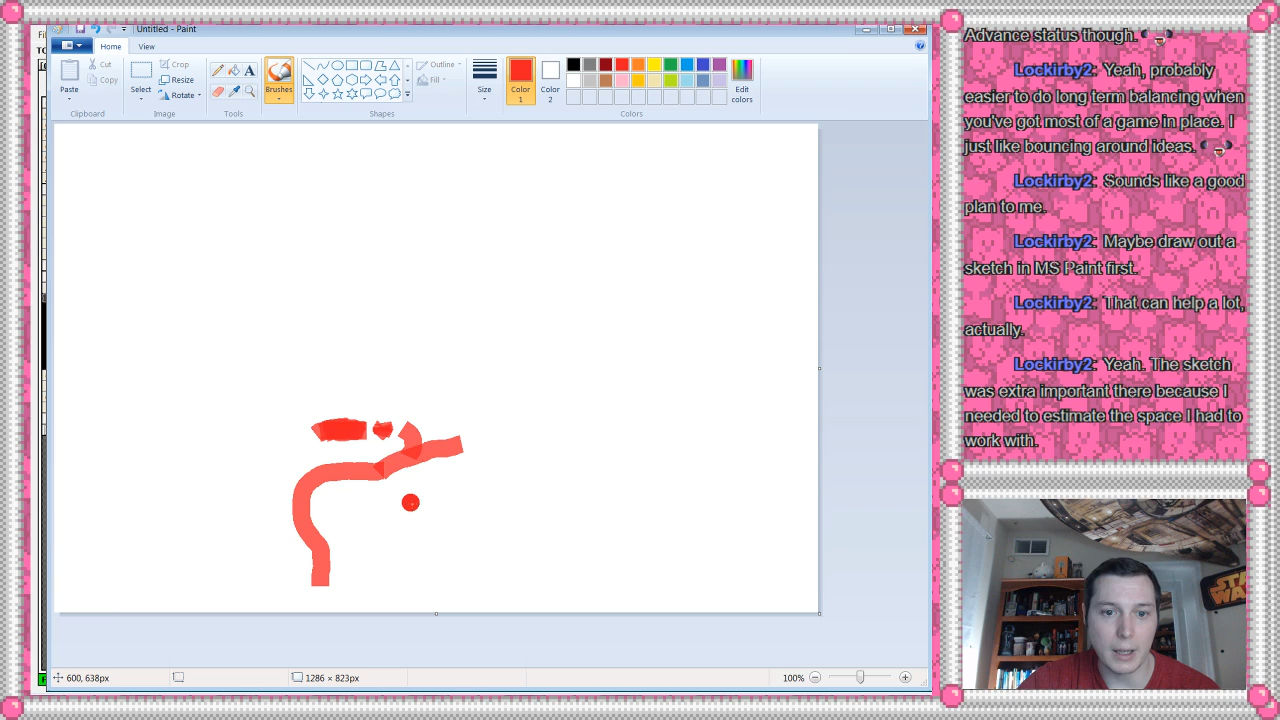 Untitled - Paint
Home
View
Paste
Cut
Copy
Clipboard
Select
Crop
Resize
Rotate
Image
A
Tools
Brushes
Outline
Fill
Shapes
Size
Color
1
Color
2
Edit
colors
Colors
600, 638px
1286 × 823px
100%
Advance status though.
Lockirby2: Yeah, probably
easier to do long term balancing when
you've got most of a game in place. I
just like bouncing around ideas.
Lockirby2: Sounds like a good
plan to me.
Lockirby2: Maybe draw out a
sketch in MS Paint first.
Lockirby2: That can help a lot,
actually.
Lockirby2: Yeah. The sketch
was extra important there because I
needed to estimate the space I had to
work with.
STAR
WARS